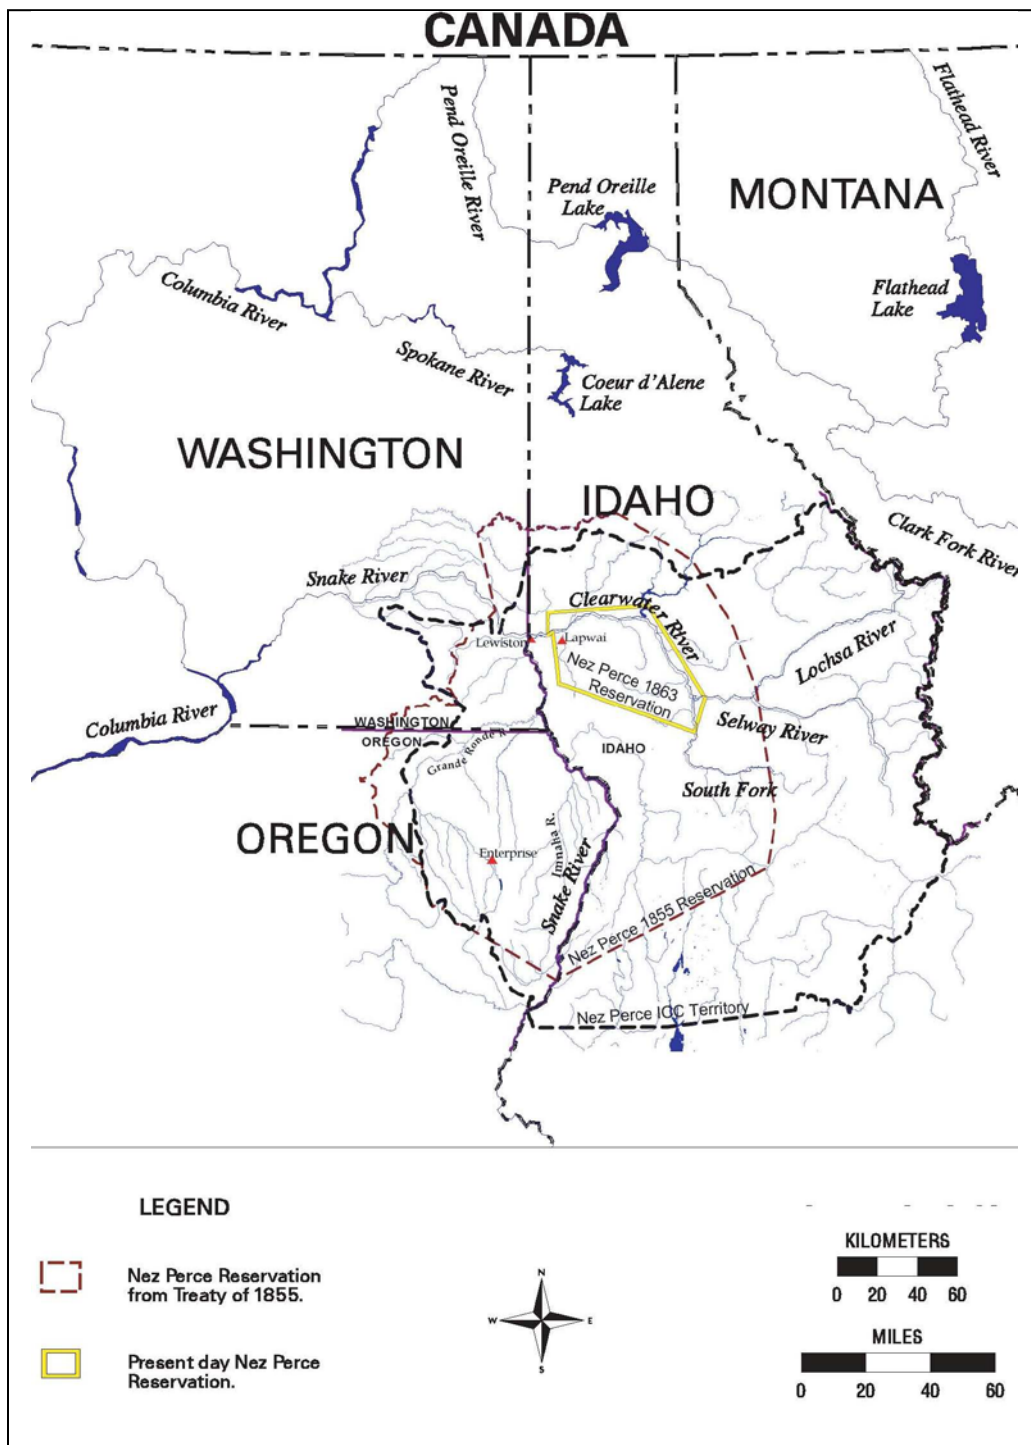 CANADA
Pend Oreille River
Flathead River
Pend Oreille
Lake
MONTANA
Columbia River
Flathead
Lake
Spokane River
Coeur d'Alene
Lake
WASHINGTON
IDAHO
Clark Fork River
Snake River
Clearwater River
Lewiston
Lapwai
Lochsa River
Nez Perce 1863
Reservation
Columbia River
WASHINGTON
OREGON
Selway River
Grande Ronde R.
IDAHO
South Fork
OREGON
Imnaha R.
Enterprise
Snake River
Nez Perce 1855 Reservation
Nez Perce ICC Territory
LEGEND
Nez Perce Reservation
from Treaty of 1855.
Present day Nez Perce
Reservation.
N
W
E
S
KILOMETERS
0 20 40 60
MILES
0 20 40 60